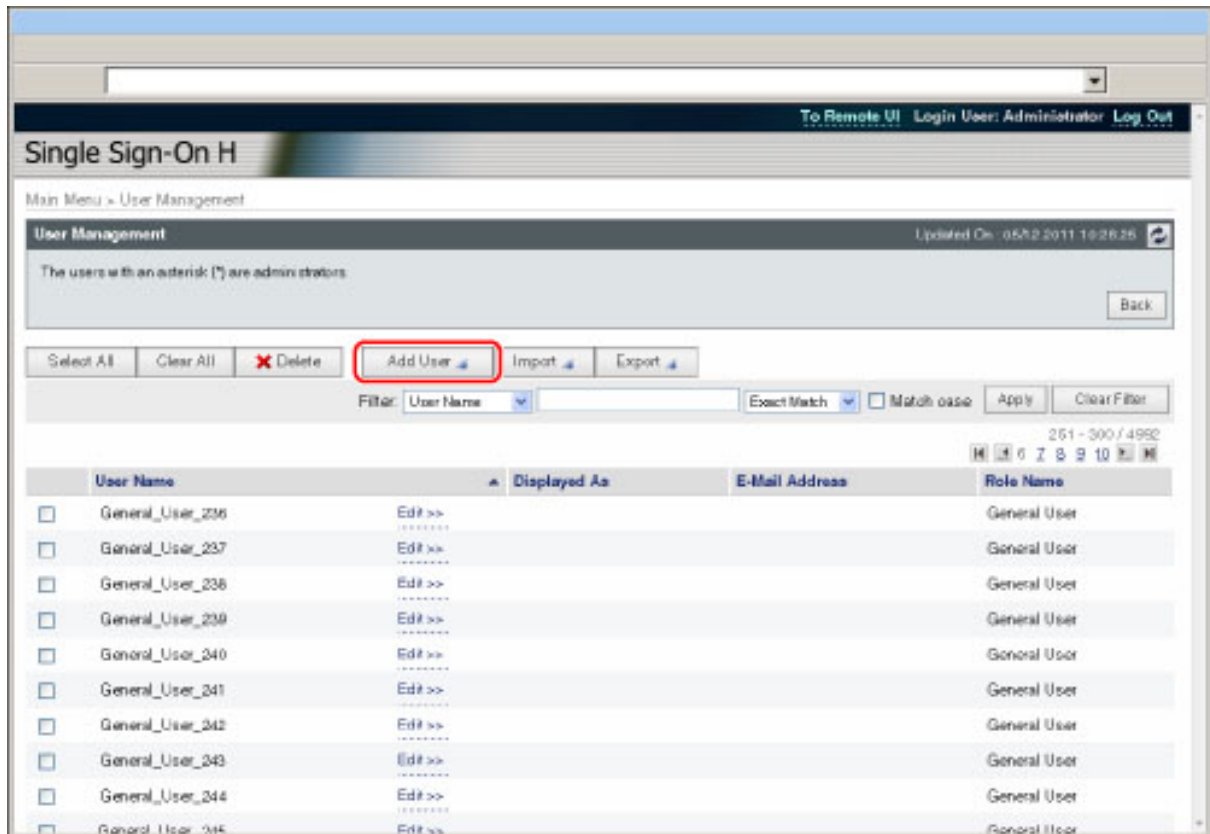 To Remote UI Login User: Administrator Log Out
Single Sign-On H
Main Menu > User Management
User Management Updated On : 05/12 2011 10:28:25
The users with an asterisk (*) are administrators.
Back
Select All Clear All Delete Add User Import Export
Filter: User Name Exact Match Match case Apply Clear Filter
251 - 300 / 4992
6 7 8 9 10
User Name Displayed As E-Mail Address Role Name
General_User_236 Edit >> General User
General_User_237 Edit >> General User
General_User_238 Edit >> General User
General_User_239 Edit >> General User
General_User_240 Edit >> General User
General_User_241 Edit >> General User
General_User_242 Edit >> General User
General_User_243 Edit >> General User
General_User_244 Edit >> General User
General_User_245 Edit >> General User